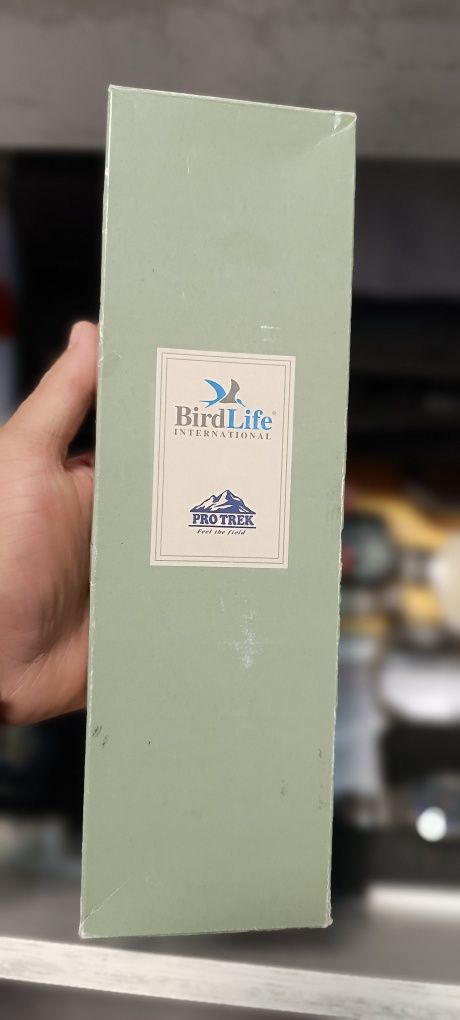 BirdLife®
INTERNATIONAL
PRO TREK
Feel the field